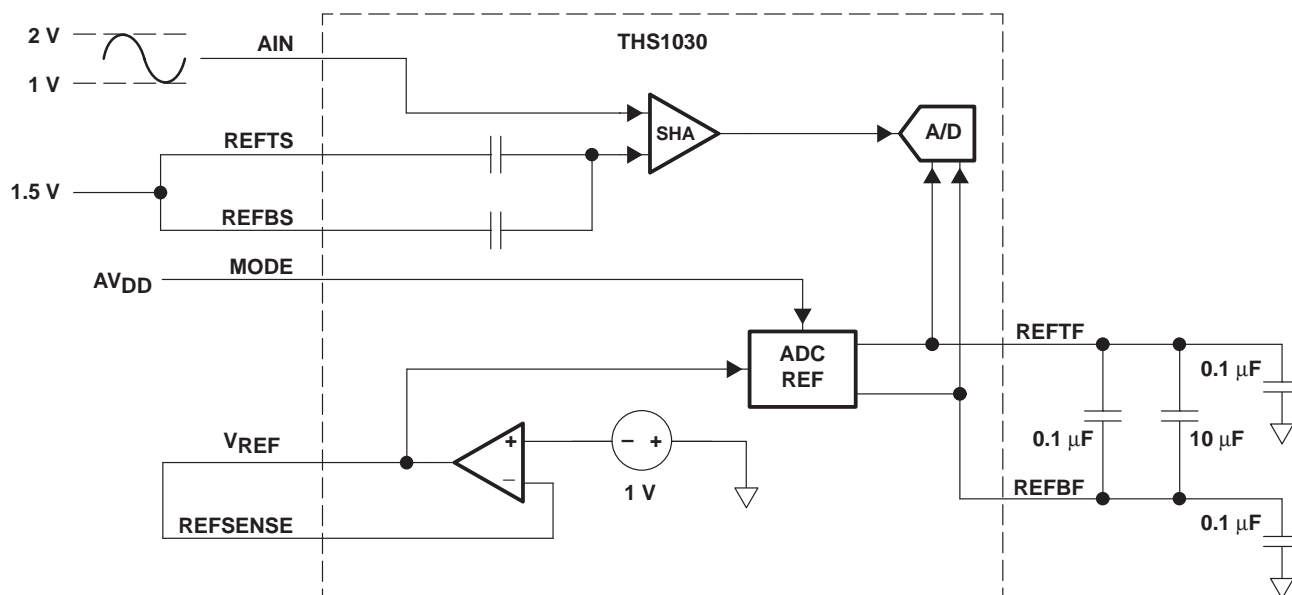 2 V
AIN
THS1030
1 V
SHA
A/D
REFTS
1.5 V
REFBS
MODE
AVDD
ADC
REF
REFTF
0.1 μF
VREF
+
− +
0.1 μF
10 μF
−
1 V
REFBF
REFSENSE
0.1 μF